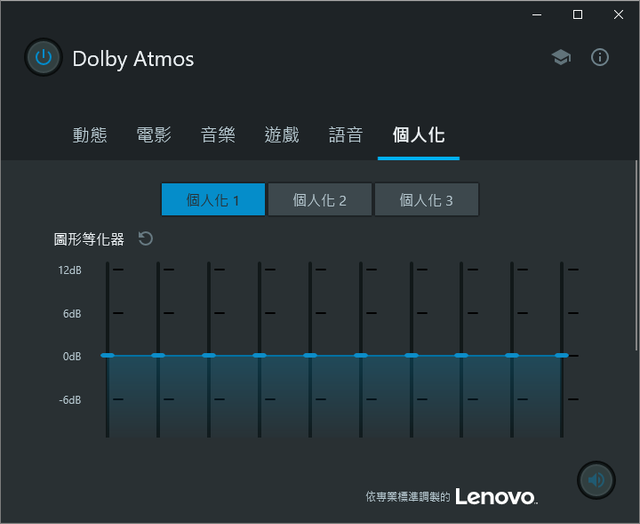 Dolby Atmos
動態 電影 音樂 遊戲 語音 個人化
個人化 1 個人化 2 個人化 3
圖形等化器
12dB
6dB
0dB
-6dB
依專業標準調製的 Lenovo